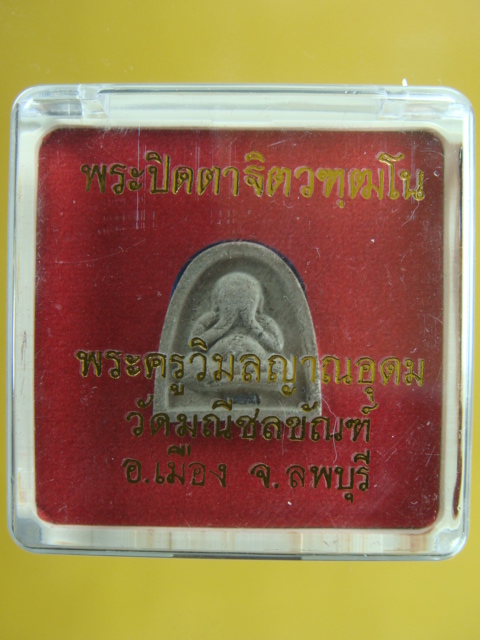 พระปิดตาจิตวฑฺฒโน
พระครูวิมลญาณอุดม
วัดมณีชลขัณฑ์
อ.เมือง จ.ลพบุรี